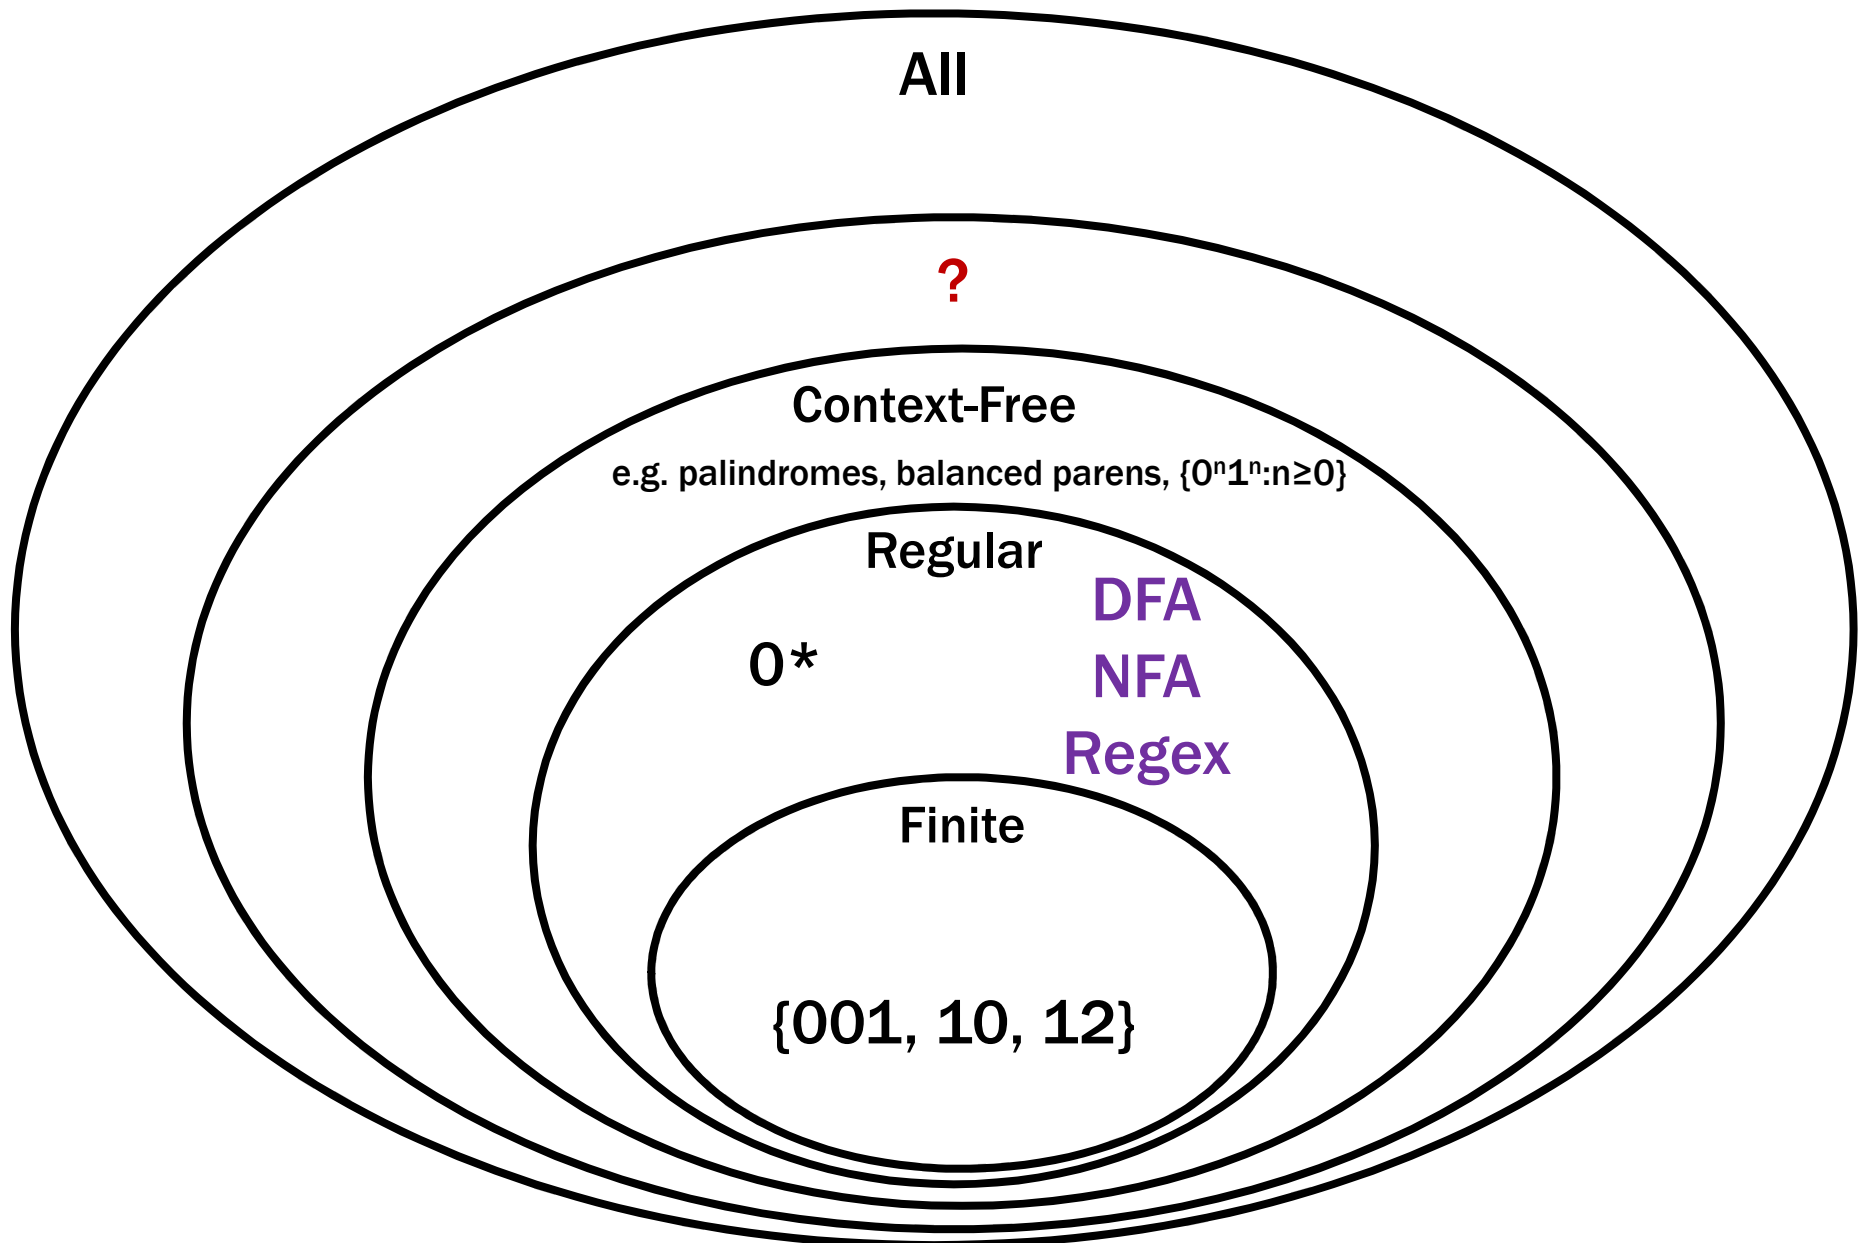 All
?
Context-Free
e.g. palindromes, balanced parens, {0ⁿ1ⁿ:n≥0}
Regular
DFA
0*
NFA
Regex
Finite
{001, 10, 12}